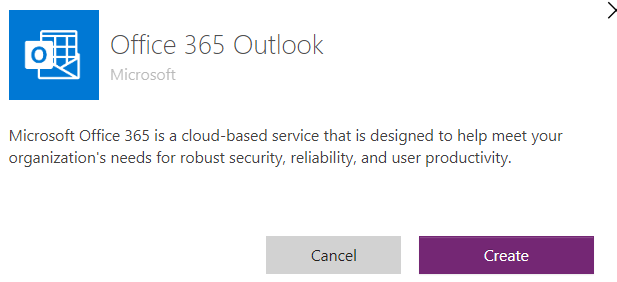 Office 365 Outlook
Microsoft
Microsoft Office 365 is a cloud-based service that is designed to help meet your
organization's needs for robust security, reliability, and user productivity.
Cancel
Create